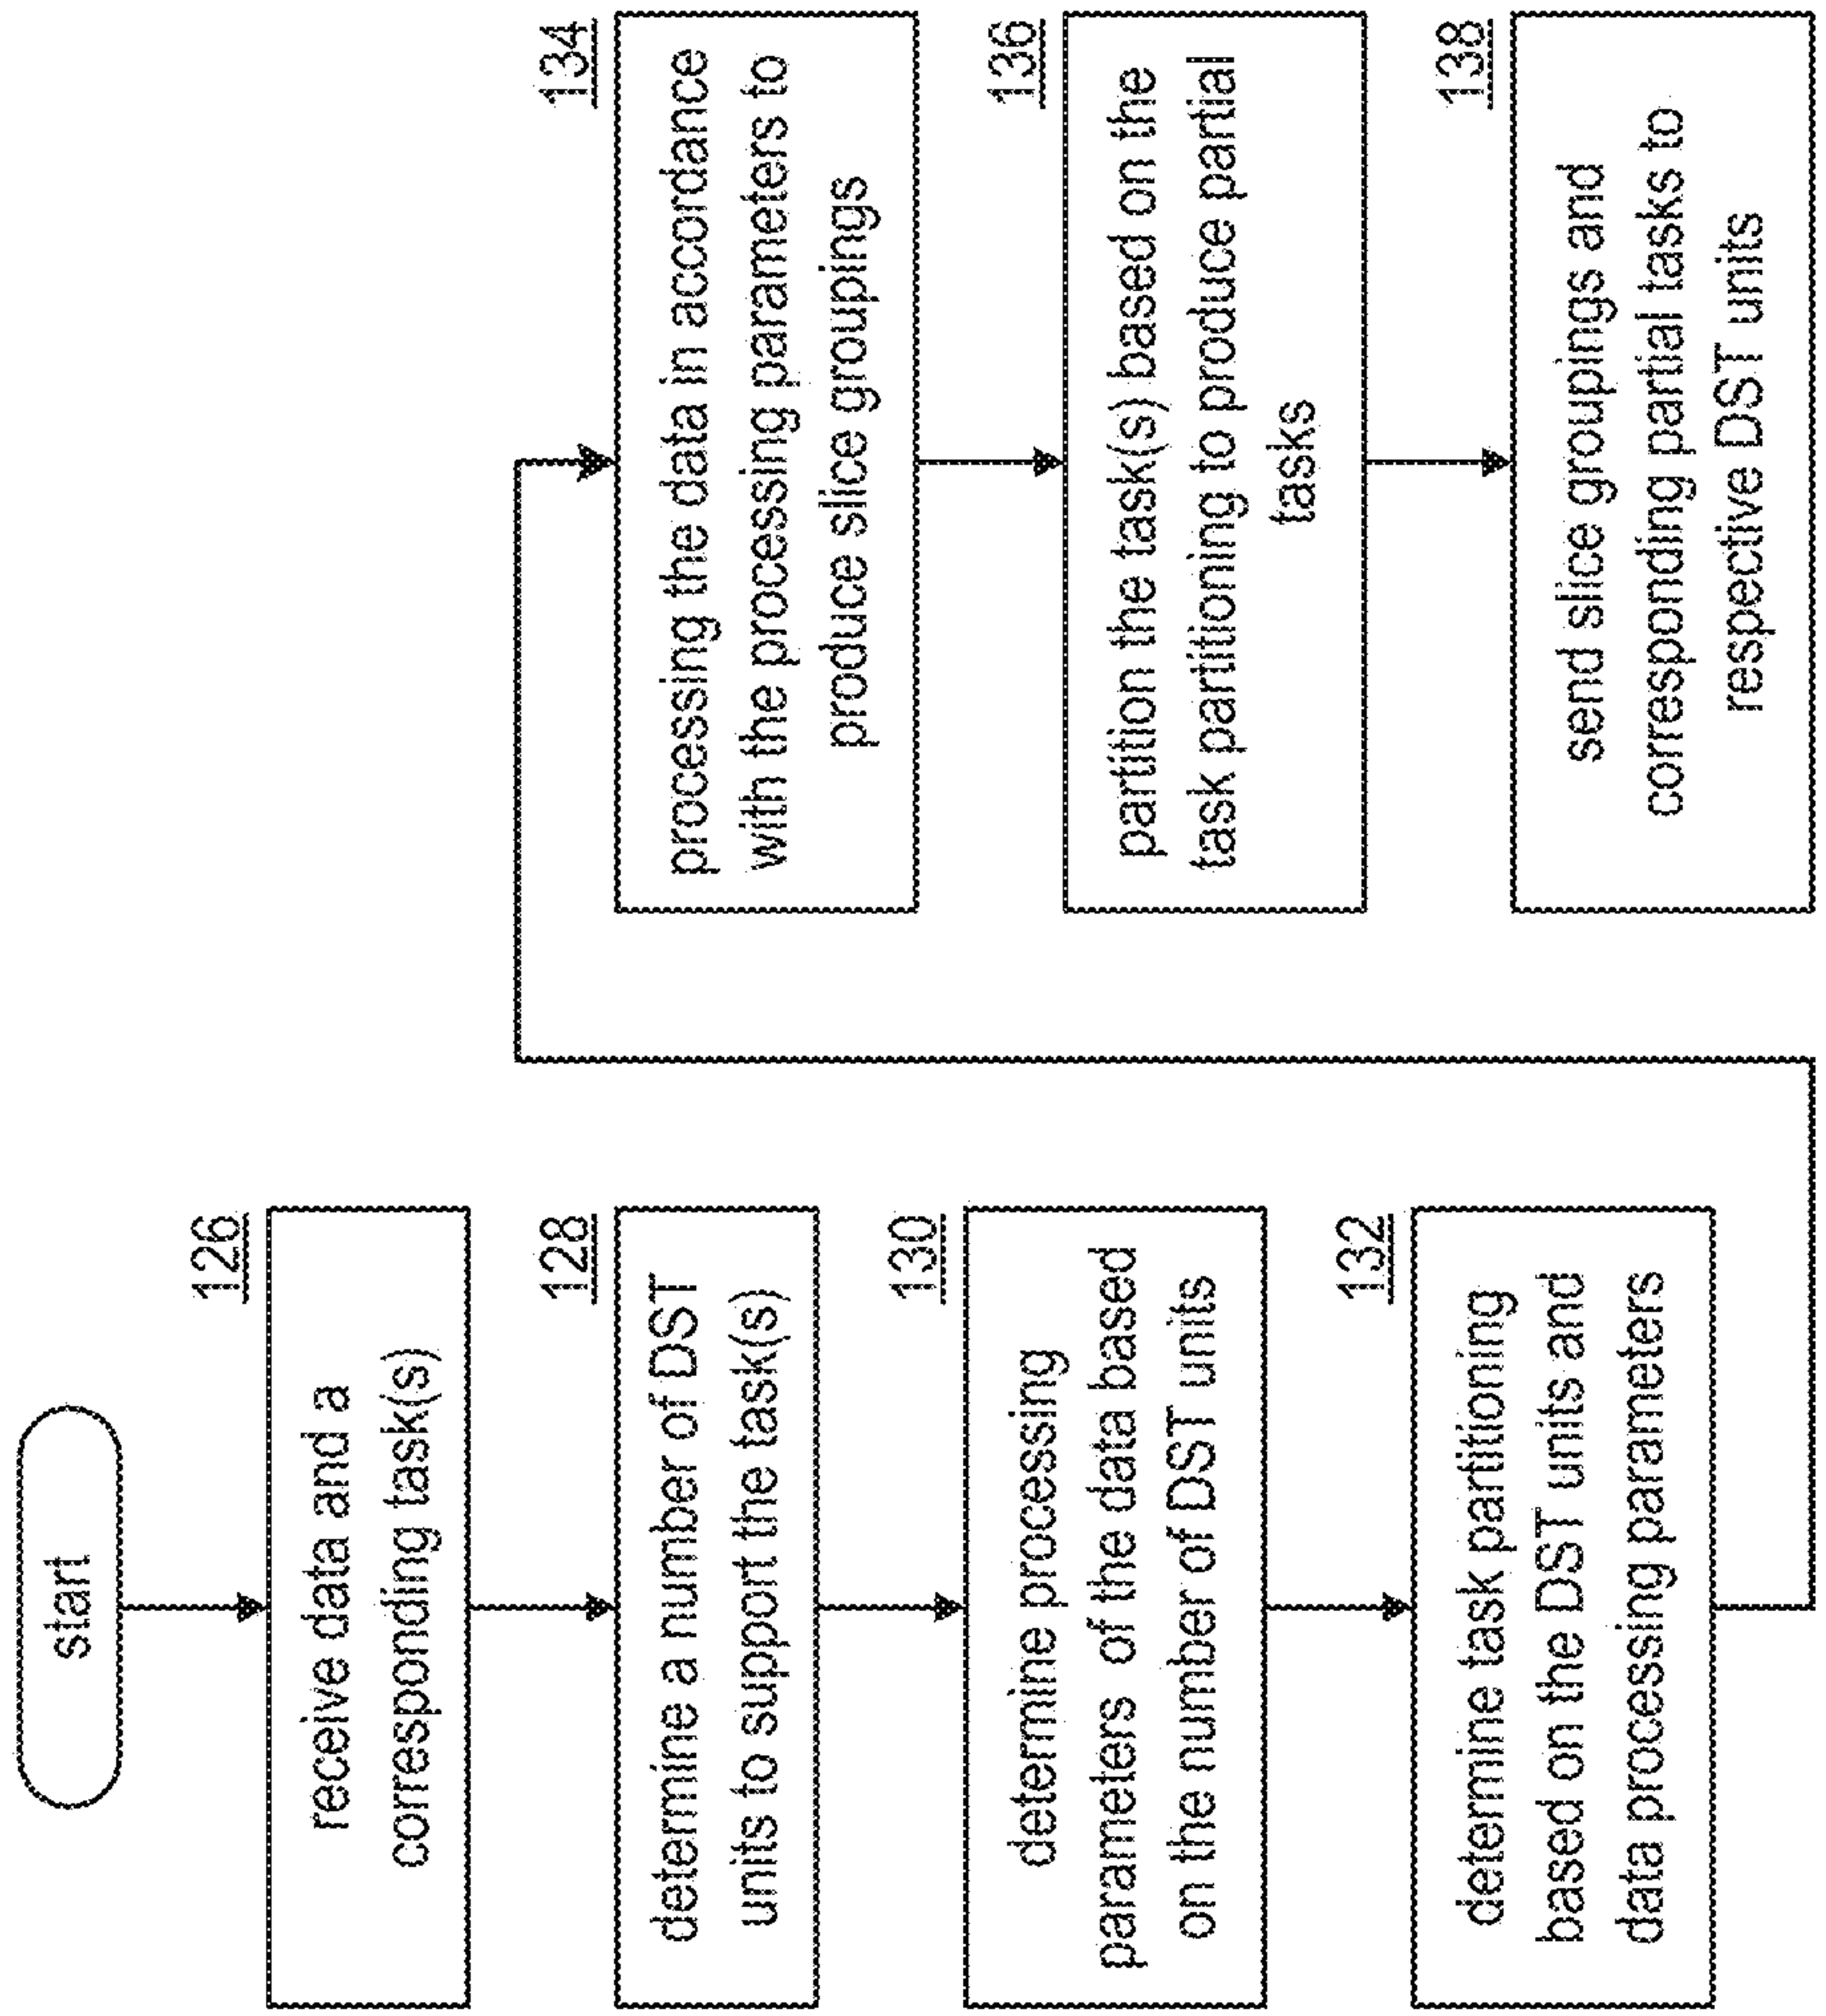 start
126
receive data and a
corresponding task(s)
128
determine a number of DST
units to support the task(s)
130
determine processing
parameters of the data based
on the number of DST units
132
determine task partitioning
based on the DST units and
data processing parameters
134
processing the data in accordance
with the processing parameters to
produce slice groupings
136
partition the task(s) based on the
task partitioning to produce partial
tasks
138
send slice groupings and
corresponding partial tasks to
respective DST units